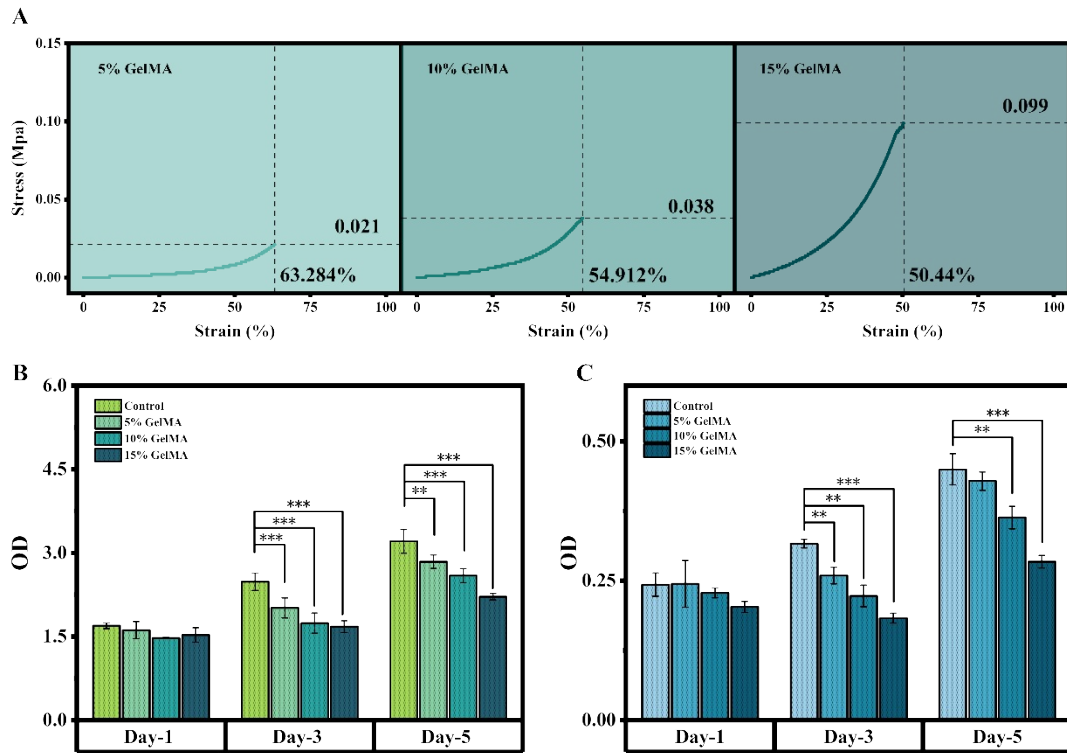 A
Stress (Mpa)
0.15
0.10
0.05
0.00
5% GelMA
0.021
63.284%
0 25 50 75 100
Strain (%)
10% GelMA
0.038
54.912%
0 25 50 75 100
Strain (%)
15% GelMA
0.099
50.44%
0 25 50 75 100
Strain (%)
B
OD
6.0
4.5
3.0
1.5
0.0
Control
5% GelMA
10% GelMA
15% GelMA
***
***
***
***
***
**
Day-1 Day-3 Day-5
C
OD
0.50
0.25
0.00
Control
5% GelMA
10% GelMA
15% GelMA
***
**
**
***
**
Day-1 Day-3 Day-5